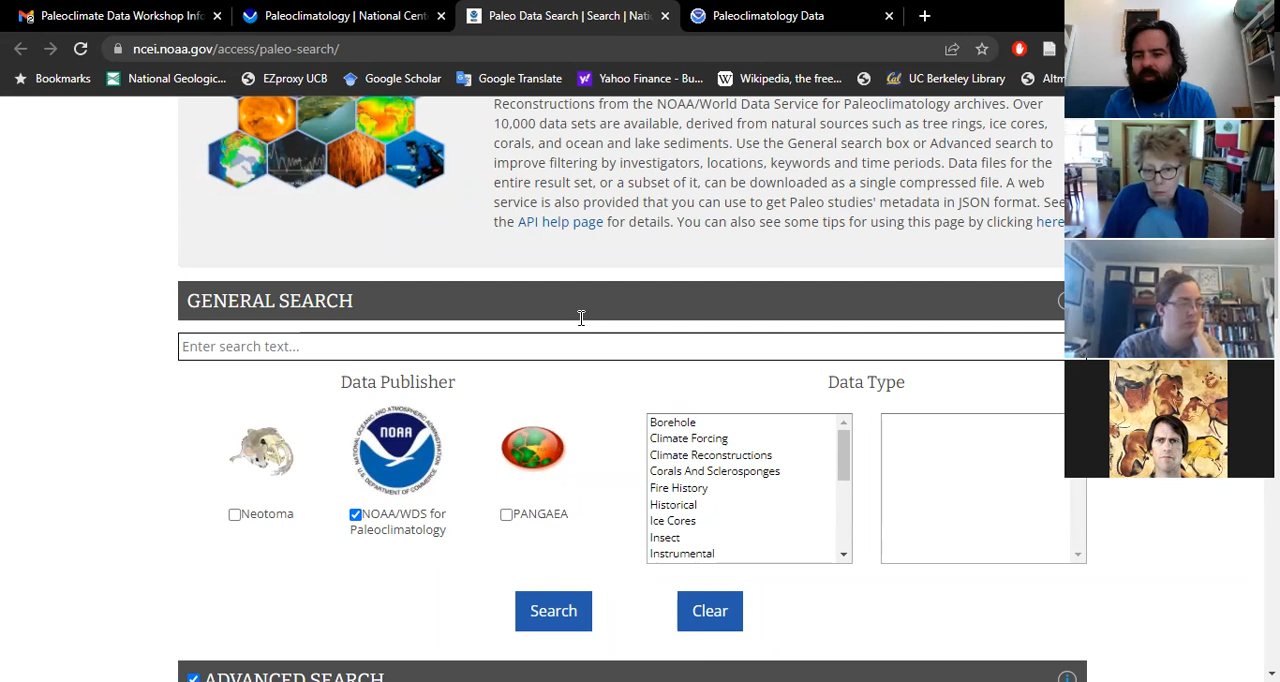 Paleoclimate Data Workshop Info
Paleoclimatology | National Cent
Paleo Data Search | Search | Nati
Paleoclimatology Data
ncei.noaa.gov/access/paleo-search/
Bookmarks
National Geologic...
EZproxy UCB
Google Scholar
Google Translate
Yahoo Finance - Bu...
Wikipedia, the free...
UC Berkeley Library
Altm
Reconstructions from the NOAA/World Data Service for Paleoclimatology archives. Over
10,000 data sets are available, derived from natural sources such as tree rings, ice cores,
corals, and ocean and lake sediments. Use the General search box or Advanced search to
improve filtering by investigators, locations, keywords and time periods. Data files for the
entire result set, or a subset of it, can be downloaded as a single compressed file. A web
service is also provided that you can use to get Paleo studies' metadata in JSON format. See
the API help page for details. You can also see some tips for using this page by clicking here
GENERAL SEARCH
Enter search text...
Data Publisher
Data Type
NOAA
Neotoma
NOAA/WDS for
Paleoclimatology
PANGAEA
Borehole
Climate Forcing
Climate Reconstructions
Corals And Sclerosponges
Fire History
Historical
Ice Cores
Insect
Instrumental
Search
Clear
ADVANCED SEARCH